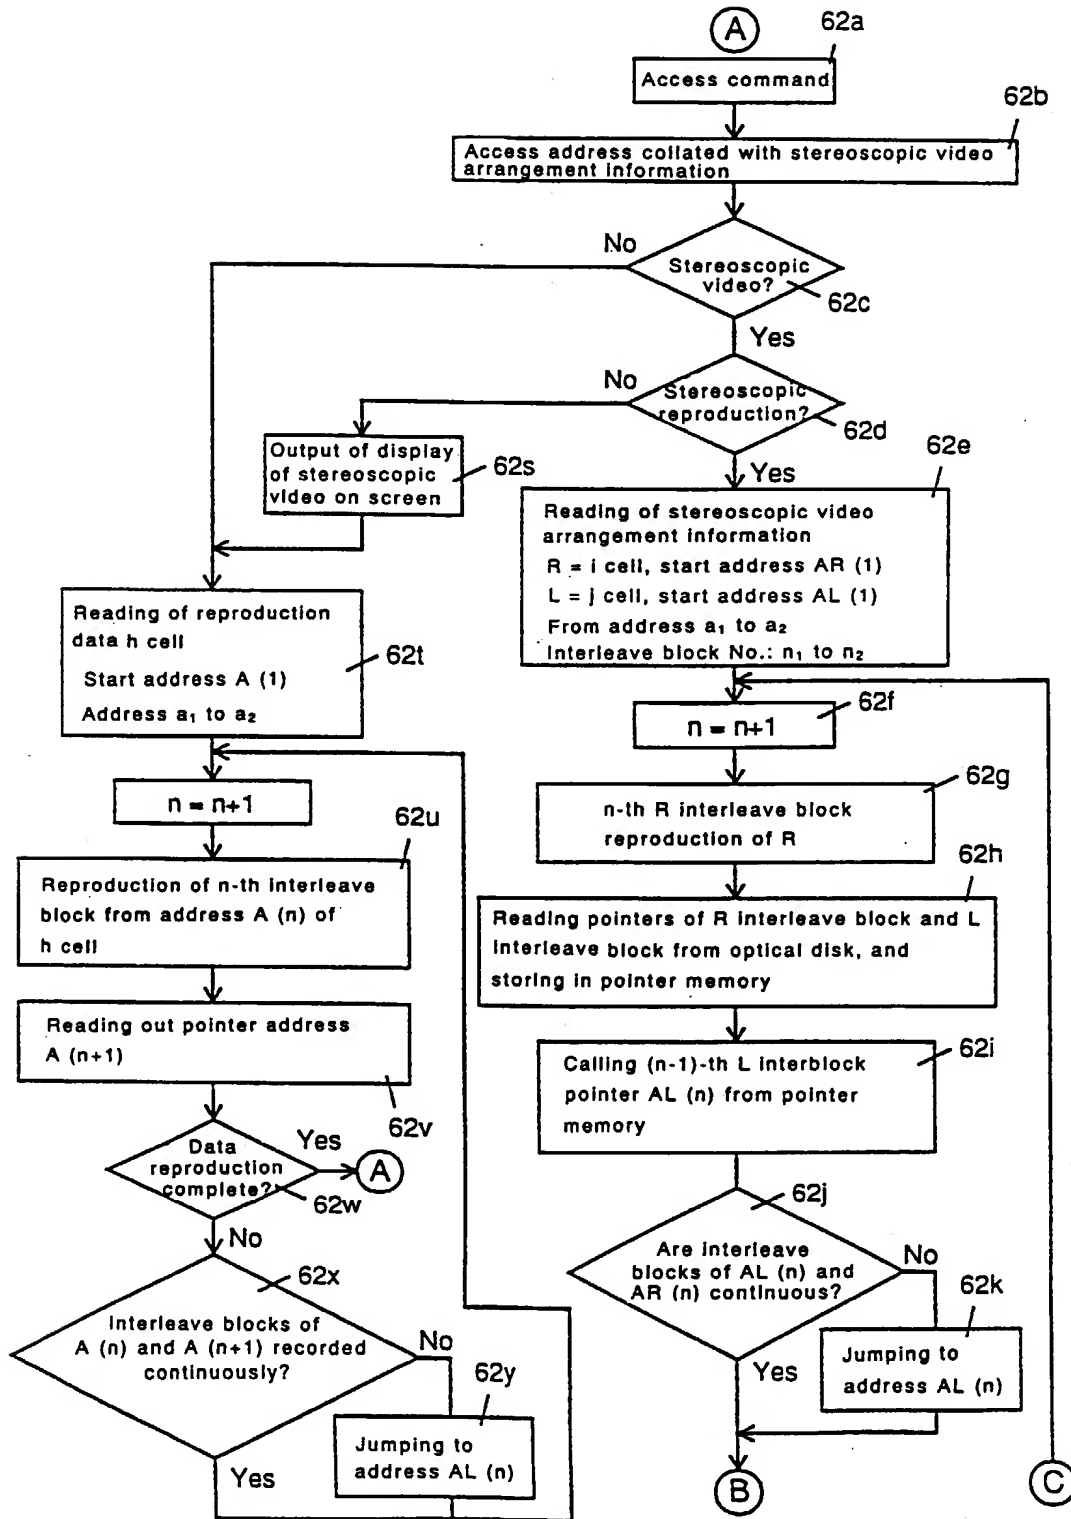 A
62a
Access command
62b
Access address collated with stereoscopic video
arrangement information
No
Stereoscopic
video?
62c
Yes
No
Stereoscopic
reproduction?
62d
Output of display
of stereoscopic
video on screen
62s
Yes
62e
Reading of stereoscopic video
arrangement information
R = i cell, start address AR (1)
L = j cell, start address AL (1)
From address a₁ to a₂
Interleave block No.: n₁ to n₂
Reading of reproduction
data h cell
Start address A (1)
Address a₁ to a₂
62t
62f
n = n+1
n = n+1
62g
n-th R interleave block
reproduction of R
62u
Reproduction of n-th interleave
block from address A (n) of
h cell
62h
Reading pointers of R interleave block and L
interleave block from optical disk, and
storing in pointer memory
Reading out pointer address
A (n+1)
62v
62i
Calling (n-1)-th L interblock
pointer AL (n) from pointer
memory
Data
reproduction
complete?
62w
Yes
A
No
62j
Are interleave
blocks of AL (n) and
AR (n) continuous?
No
62k
Jumping to
address AL (n)
Yes
62x
Interleave blocks of
A (n) and A (n+1) recorded
continuously?
No
62y
Jumping to
address AL (n)
Yes
B
C